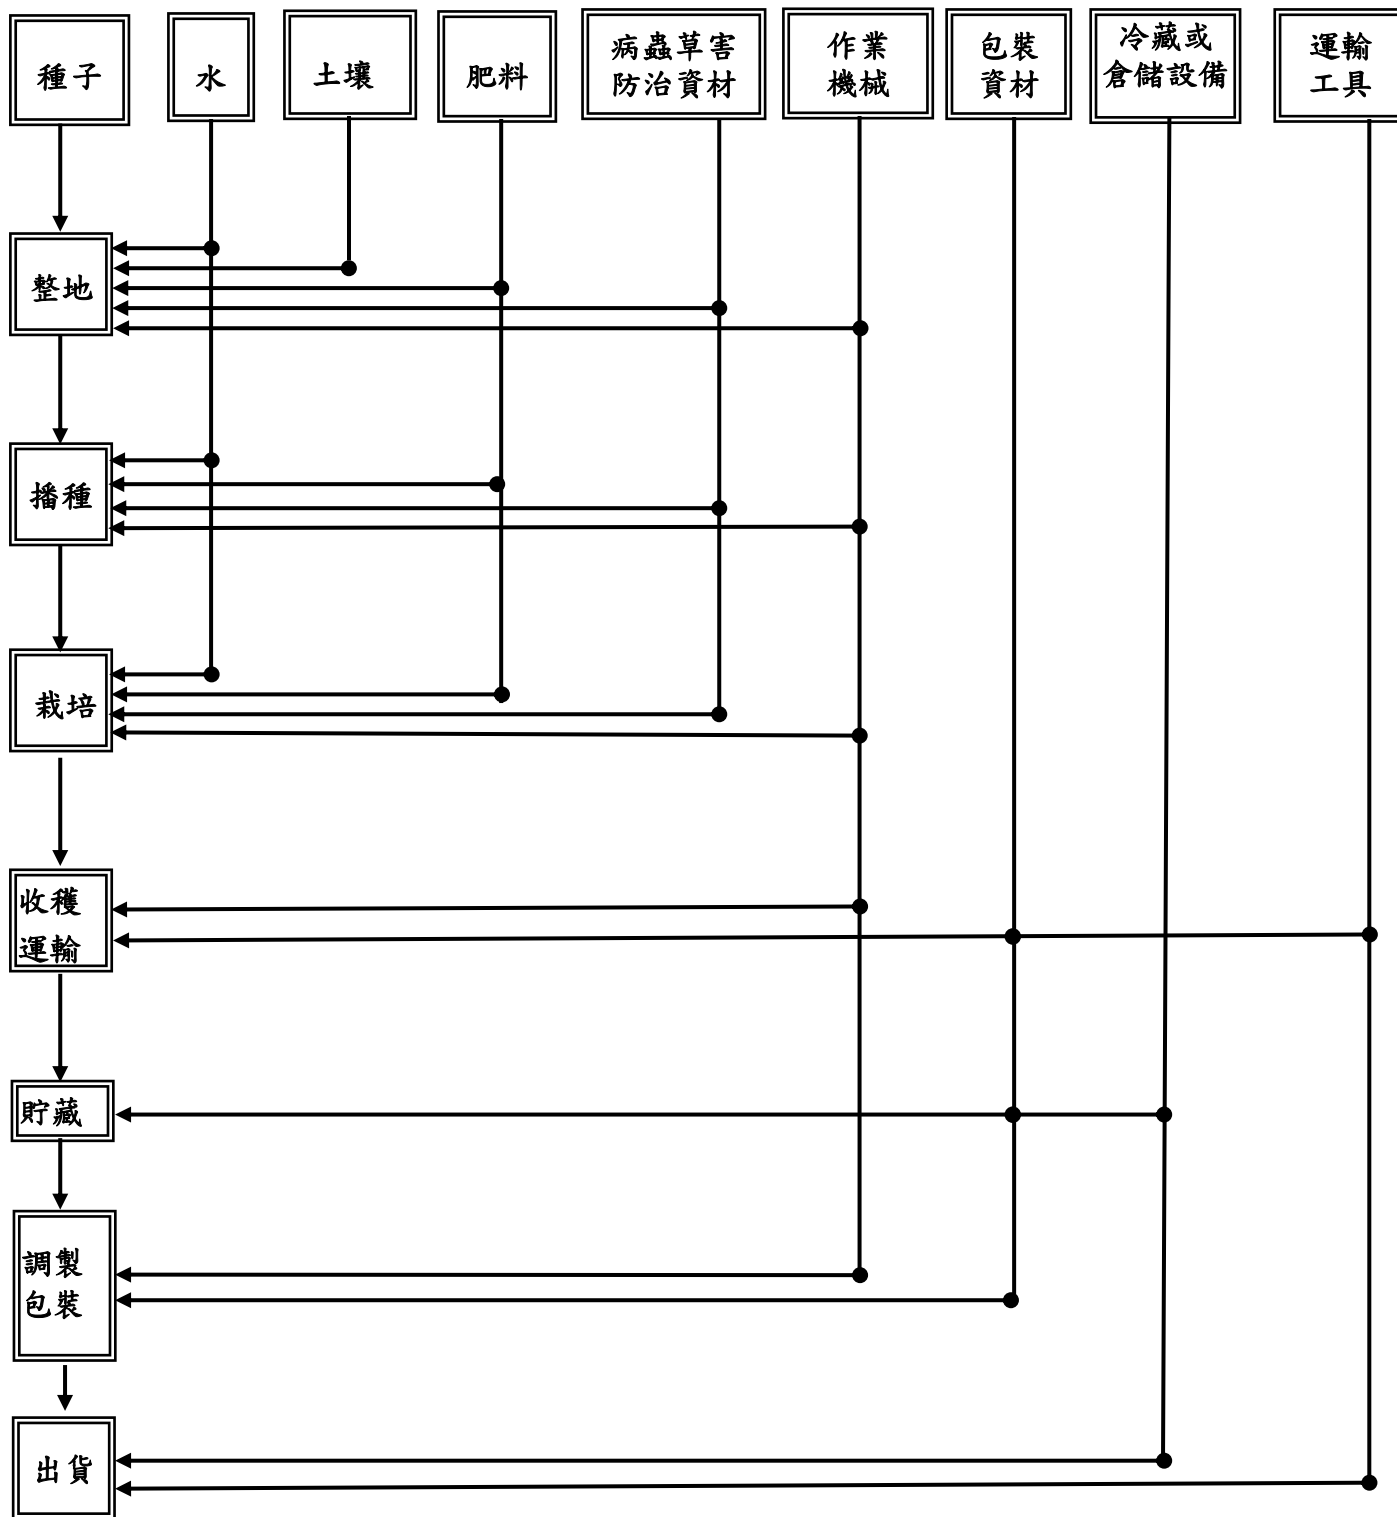 種子
水
土壤
肥料
病蟲草害
防治資材
作業
機械
包裝
資材
冷藏或
倉儲設備
運輸
工具
整地
播種
栽培
收穫
運輸
貯藏
調製
包裝
出貨